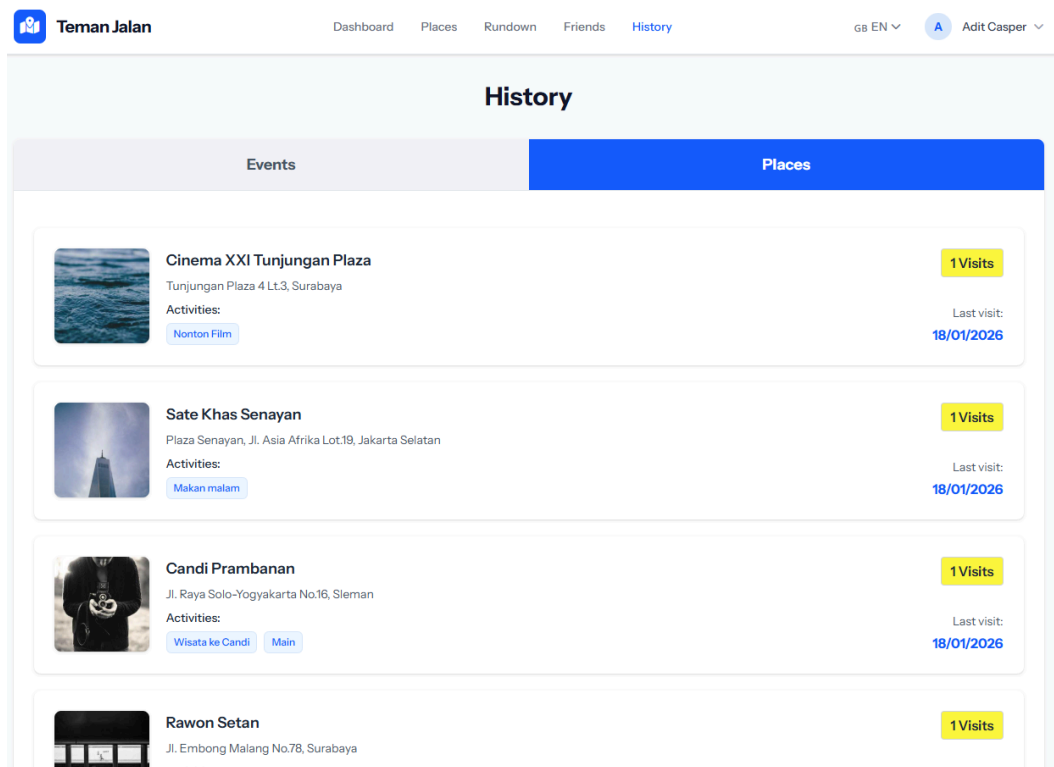 Teman Jalan
Dashboard Places Rundown Friends History
GB EN
A Adit Casper
History
Events
Places
Cinema XXI Tunjungan Plaza
Tunjungan Plaza 4 Lt.3, Surabaya
Activities:
Nonton Film
1 Visits
Last visit:
18/01/2026
Sate Khas Senayan
Plaza Senayan, Jl. Asia Afrika Lot.19, Jakarta Selatan
Activities:
Makan malam
1 Visits
Last visit:
18/01/2026
Candi Prambanan
Jl. Raya Solo-Yogyakarta No.16, Sleman
Activities:
Wisata ke Candi Main
1 Visits
Last visit:
18/01/2026
Rawon Setan
Jl. Embong Malang No.78, Surabaya
1 Visits